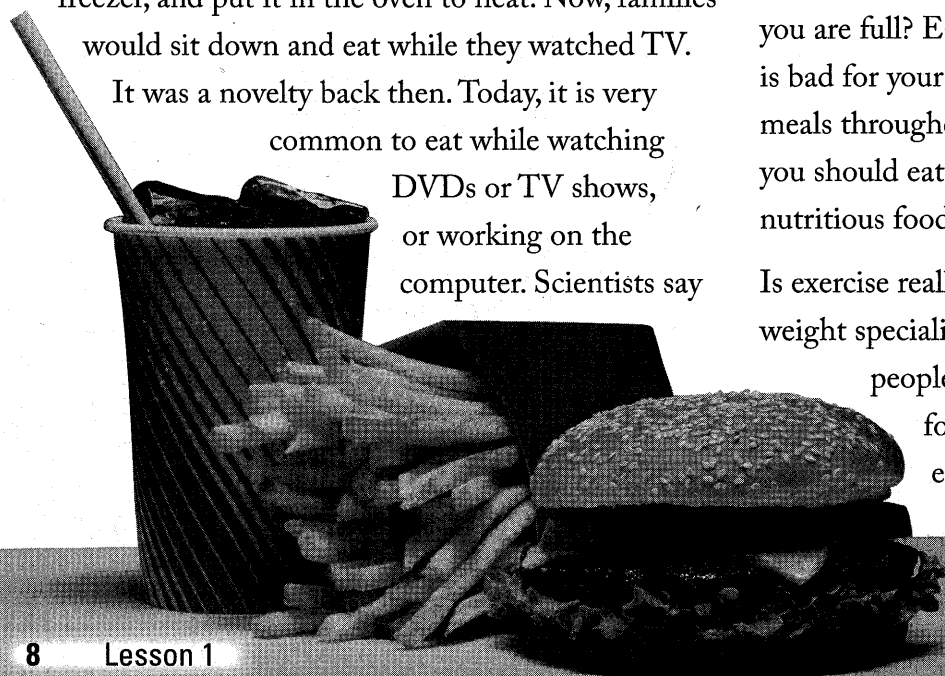 freezer, and put it in the oven to heat. Now, families
would sit down and eat while they watched TV.
It was a novelty back then. Today, it is very
common to eat while watching
DVDs or TV shows,
or working on the
computer. Scientists say
you are full? E
is bad for your
meals through
you should eat
nutritious food
Is exercise real
weight speciali
people
fo
e
8 Lesson 1